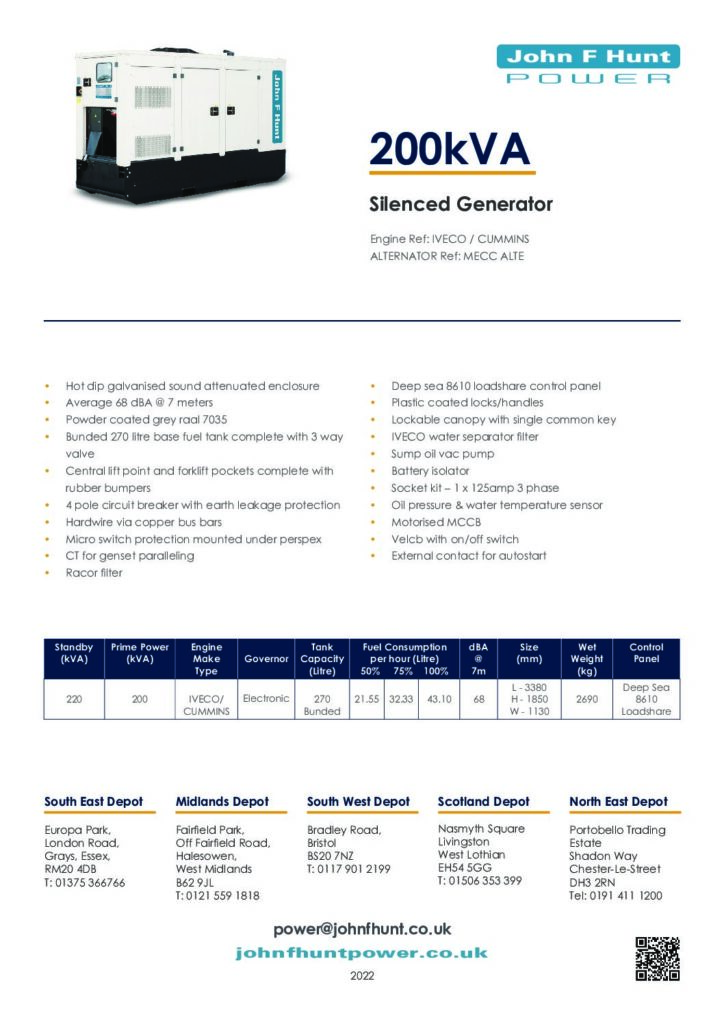 John F Hunt
POWER
John F Hunt
200kVA
Silenced Generator
Engine Ref: IVECO / CUMMINS
ALTERNATOR Ref: MECC ALTE
• Hot dip galvanised sound attenuated enclosure
• Average 68 dBA @ 7 meters
• Powder coated grey raal 7035
• Bunded 270 litre base fuel tank complete with 3 way
valve
• Central lift point and forklift pockets complete with
rubber bumpers
• 4 pole circuit breaker with earth leakage protection
• Hardwire via copper bus bars
• Micro switch protection mounted under perspex
• CT for genset paralleling
• Racor filter
• Deep sea 8610 loadshare control panel
• Plastic coated locks/handles
• Lockable canopy with single common key
• IVECO water separator filter
• Sump oil vac pump
• Battery isolator
• Socket kit – 1 x 125amp 3 phase
• Oil pressure & water temperature sensor
• Motorised MCCB
• Velcb with on/off switch
• External contact for autostart
Standby (kVA) Prime Power (kVA) Engine Make Type Governor Tank Capacity (Litre) Fuel Consumption per hour (Litre) 50% 75% 100% dBA @ 7m Size (mm) Wet Weight (kg) Control Panel
220 200 IVECO/ CUMMINS Electronic 270 Bunded 21.55 32.33 43.10 68 L - 3380 H - 1850 W - 1130 2690 Deep Sea 8610 Loadshare
South East Depot
Europa Park,
London Road,
Grays, Essex,
RM20 4DB
T: 01375 366766
Midlands Depot
Fairfield Park,
Off Fairfield Road,
Halesowen,
West Midlands
B62 9JL
T: 0121 559 1818
South West Depot
Bradley Road,
Bristol
BS20 7NZ
T: 0117 901 2199
Scotland Depot
Nasmyth Square
Livingston
West Lothian
EH54 5GG
T: 01506 353 399
North East Depot
Portobello Trading
Estate
Shadon Way
Chester-Le-Street
DH3 2RN
Tel: 0191 411 1200
power@johnfhunt.co.uk
johnfhuntpower.co.uk
2022